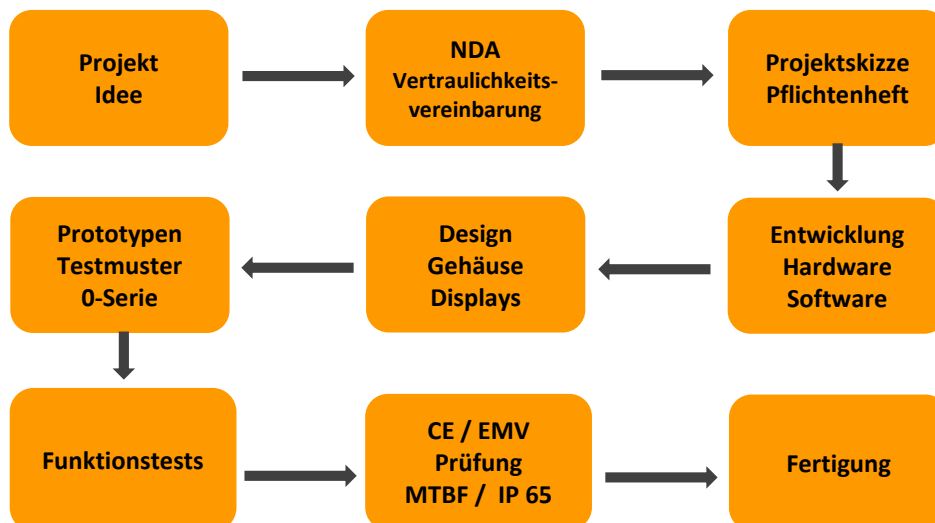 Projekt
Idee
NDA
Vertraulichkeits-
vereinbarung
Projektskizze
Pflichtenheft
Entwicklung
Hardware
Software
Design
Gehäuse
Displays
Prototypen
Testmuster
0-Serie
Funktionstests
CE / EMV
Prüfung
MTBF /  IP 65
Fertigung